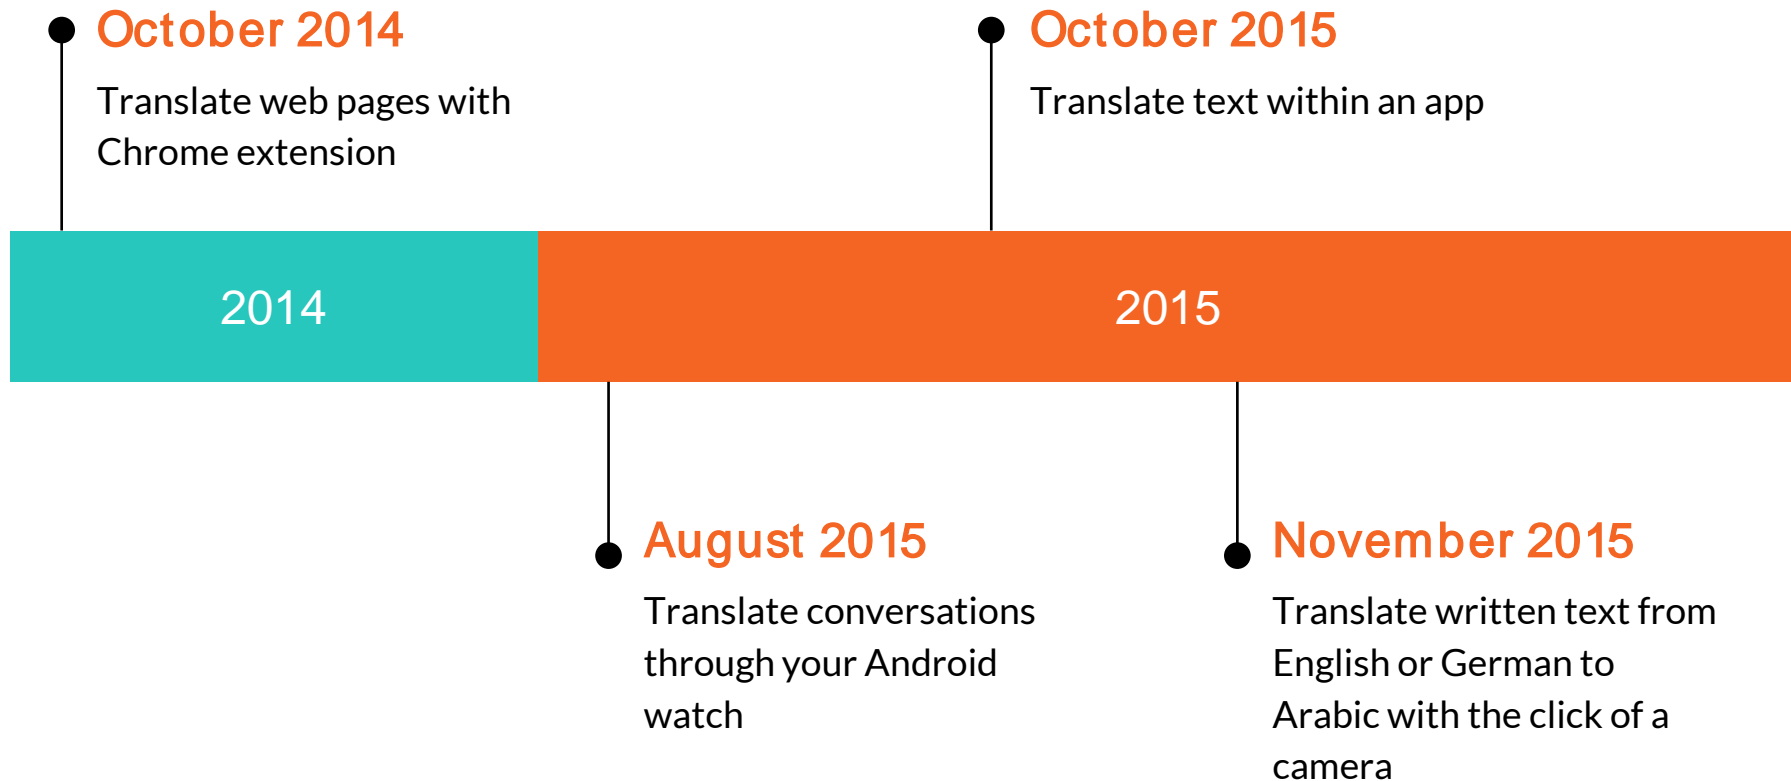 October 2014
Translate web pages with
Chrome extension
October 2015
Translate text within an app
2014
2015
August 2015
Translate conversations
through your Android
watch
November 2015
Translate written text from
English or German to
Arabic with the click of a
camera